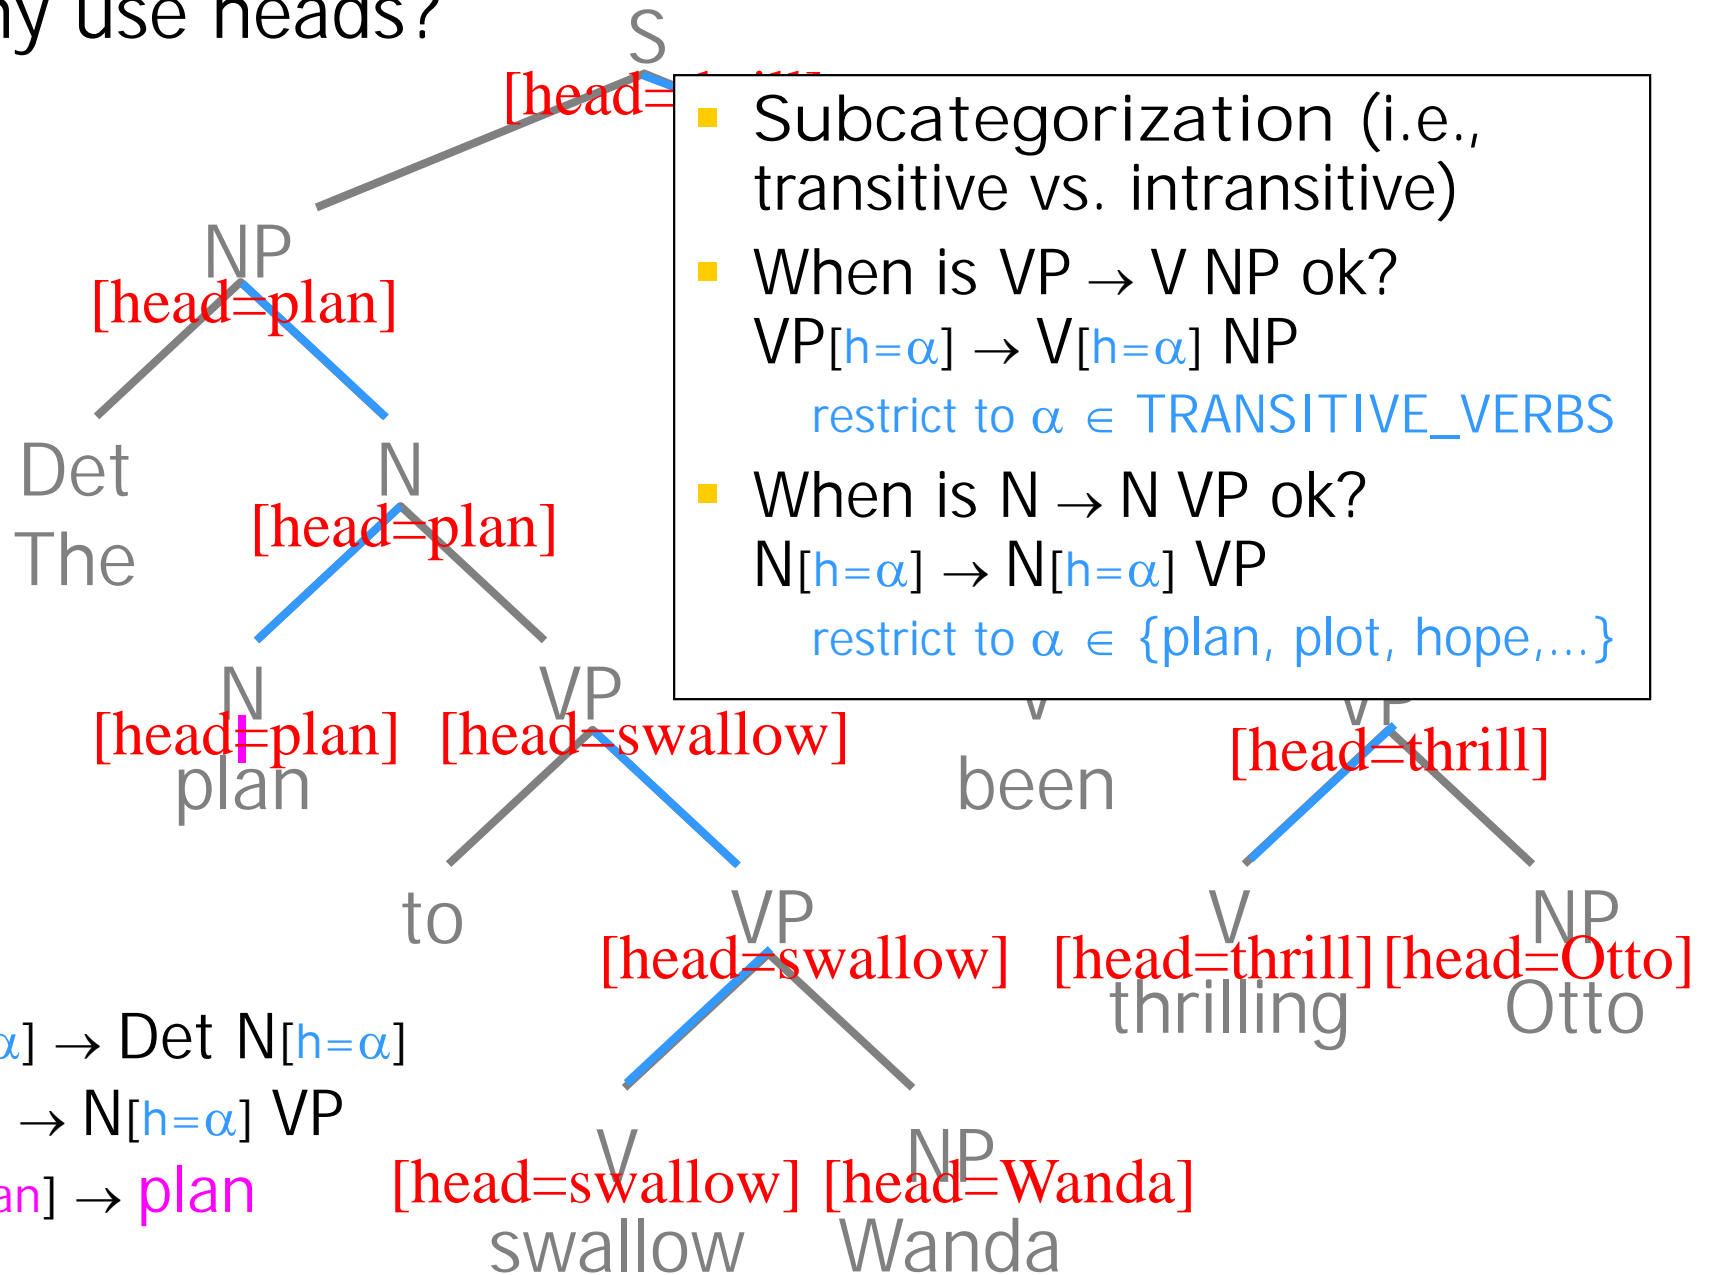 use heads?
S
[head=
Subcategorization (i.e.,
transitive vs. intransitive)
When is VP → V NP ok?
VP[h=α] → V[h=α] NP
restrict to α ∈ TRANSITIVE_VERBS
When is N → N VP ok?
N[h=α] → N[h=α] VP
restrict to α ∈ {plan, plot, hope,...}
NP
[head=plan]
Det
The
N
[head=plan]
N
[head=plan]
plan
VP
[head=swallow]
V
been
VP
[head=thrill]
to
VP
[head=swallow]
V
[head=thrill]
thrilling
NP
[head=Otto]
Otto
α] → Det N[h=α]
→ N[h=α] VP
an] → plan
V
[head=swallow]
swallow
NP
[head=Wanda]
Wanda